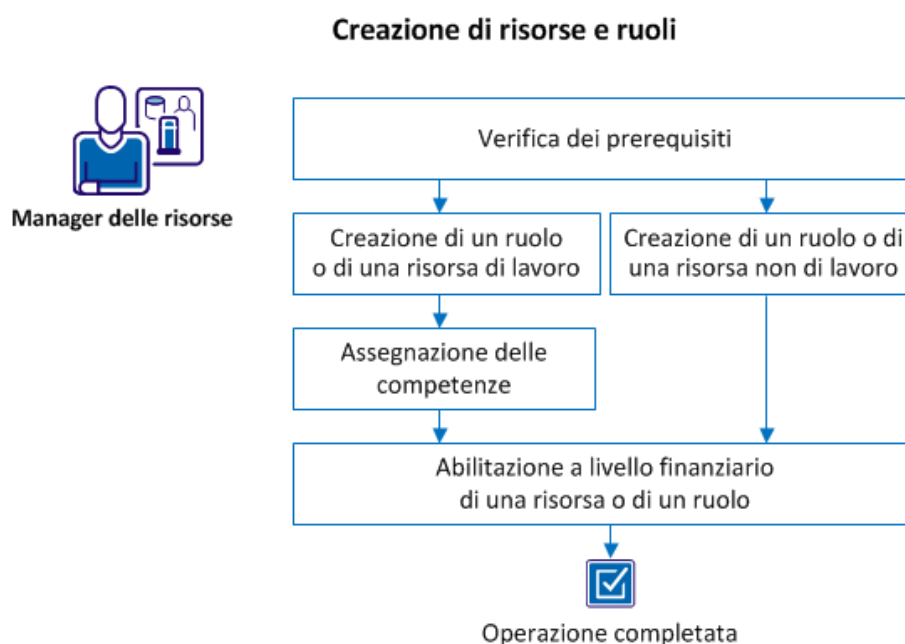 Creazione di risorse e ruoli
Manager delle risorse
Verifica dei prerequisiti
Creazione di un ruolo
o di una risorsa di lavoro
Creazione di un ruolo o di
una risorsa non di lavoro
Assegnazione delle
competenze
Abilitazione a livello finanziario
di una risorsa o di un ruolo
Operazione completata